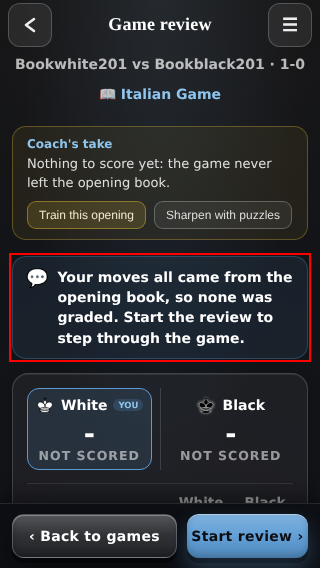 Game review
Bookwhite201 vs Bookblack201 · 1-0
📖 Italian Game
Coach's take
Nothing to score yet: the game never
left the opening book.
Train this opening
Sharpen with puzzles
Your moves all came from the
opening book, so none was
graded. Start the review to
step through the game.
White YOU
Black
-
-
NOT SCORED
NOT SCORED
White Black
‹ Back to games
Start review ›